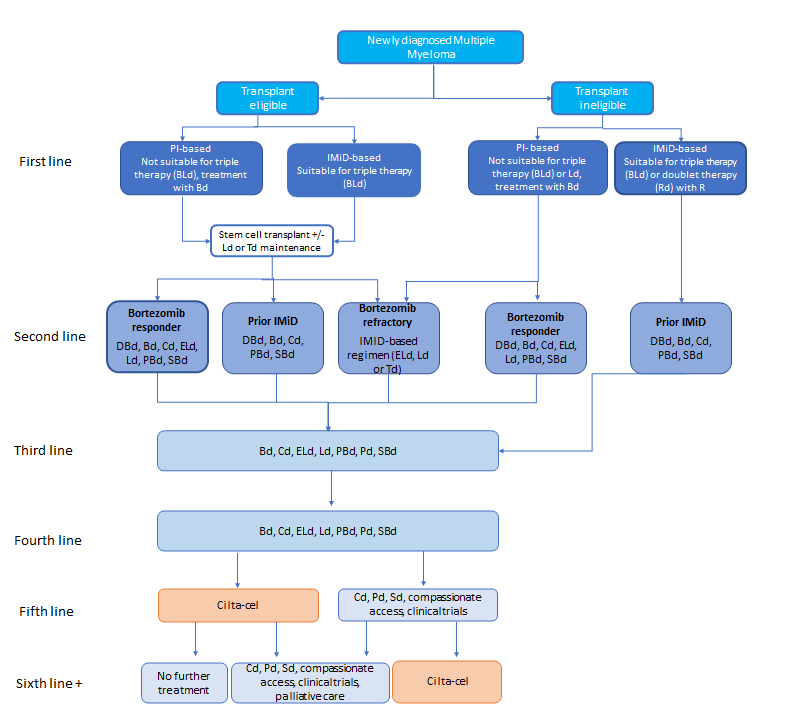 Newly diagnosed Multiple
Myeloma
Transplant
eligible
Transplant
ineligible
First line
PI-based
Not suitable for triple
therapy (BLd), treatment
with Bd
IMiD-based
Suitable for triple therapy
(BLd)
PI-based
Not suitable for triple
therapy (BLd) or Ld,
treatment with Bd
IMiD-based
Suitable for triple therapy
(BLd) or doublet therapy
(Rd) with R
Stem cell transplant +/-
Ld or Td maintenance
Second line
Bortezomib
responder
DBd, Bd, Cd, ELd,
Ld, PBd, SBd
Prior IMiD
DBd, Bd, Cd,
PBd, SBd
Bortezomib
refractory
IMID-based
regimen (ELd, Ld
or Td)
Bortezomib
responder
DBd, Bd, Cd, ELd,
Ld, PBd, SBd
Prior IMiD
DBd, Bd, Cd,
PBd, SBd
Third line
Bd, Cd, ELd, Ld, PBd, Pd, SBd
Fourth line
Bd, Cd, ELd, Ld, PBd, Pd, SBd
Fifth line
Cilta-cel
Cd, Pd, Sd, compassionate
access, clinical trials
Sixth line +
No further
treatment
Cd, Pd, Sd, compassionate
access, clinical trials,
palliative care
Cilta-cel